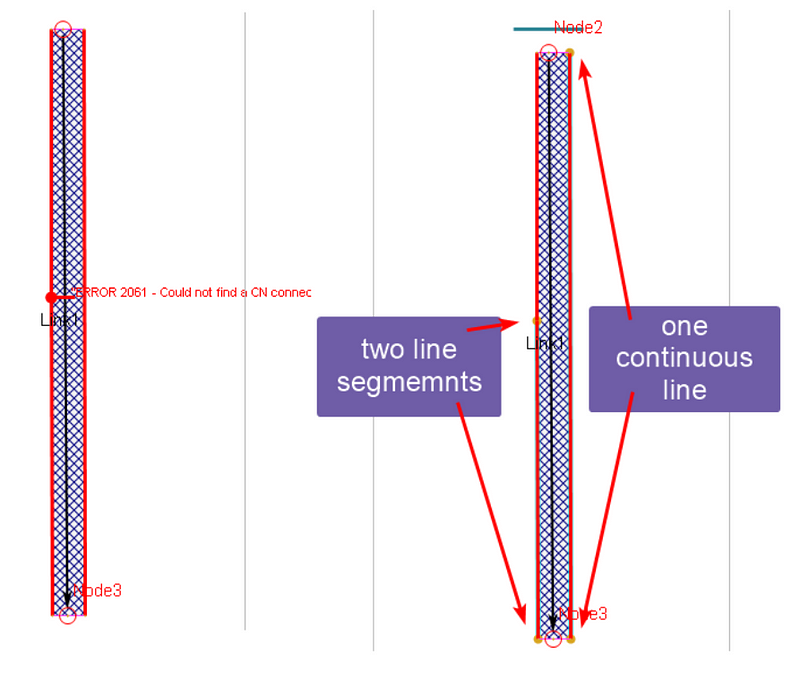 Node2
ERROR 2061 - Could not find a CN connec
Link1
Link1
two line
segmemnts
one
continuous
line
Node3
Node3